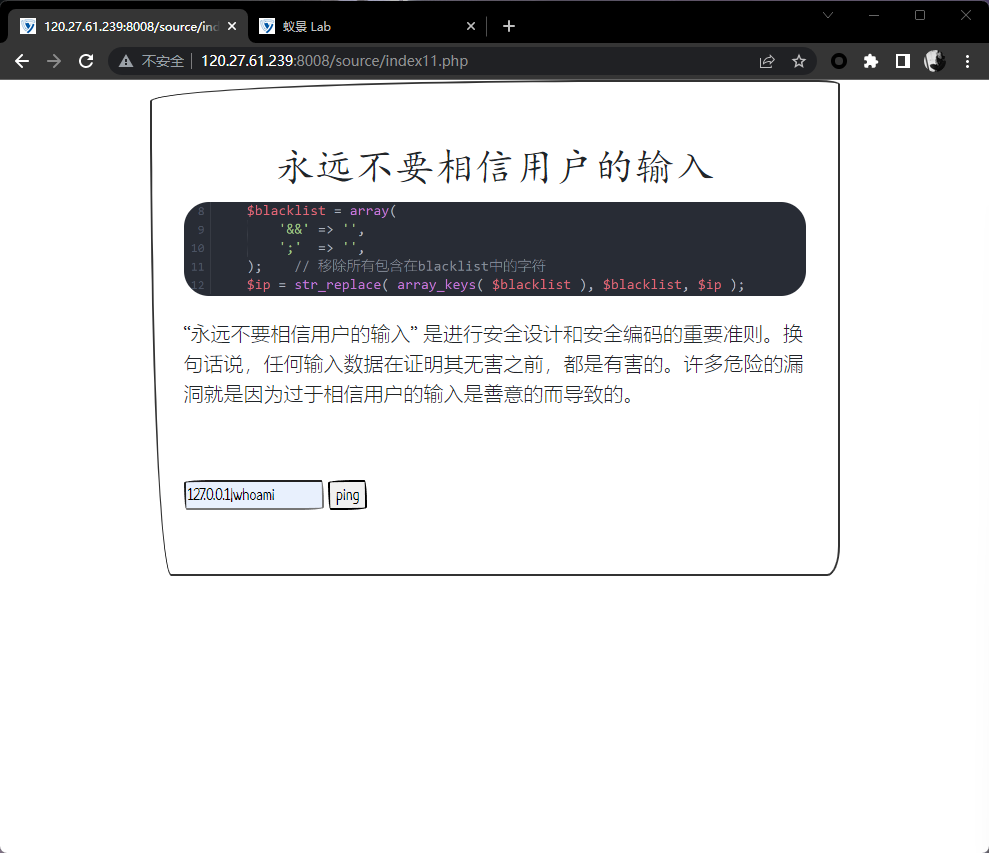 120.27.61.239:8008/source/ind
蚁景 Lab
不安全 120.27.61.239:8008/source/index11.php
永远不要相信用户的输入
8 $blacklist = array(
9 '&&' => '',
10 ';' => '',
11 ); // 移除所有包含在blacklist中的字符
12 $ip = str_replace( array_keys( $blacklist ), $blacklist, $ip );
“永远不要相信用户的输入” 是进行安全设计和安全编码的重要准则。换
句话说，任何输入数据在证明其无害之前，都是有害的。许多危险的漏
洞就是因为过于相信用户的输入是善意的而导致的。
127.0.0.1|whoami ping